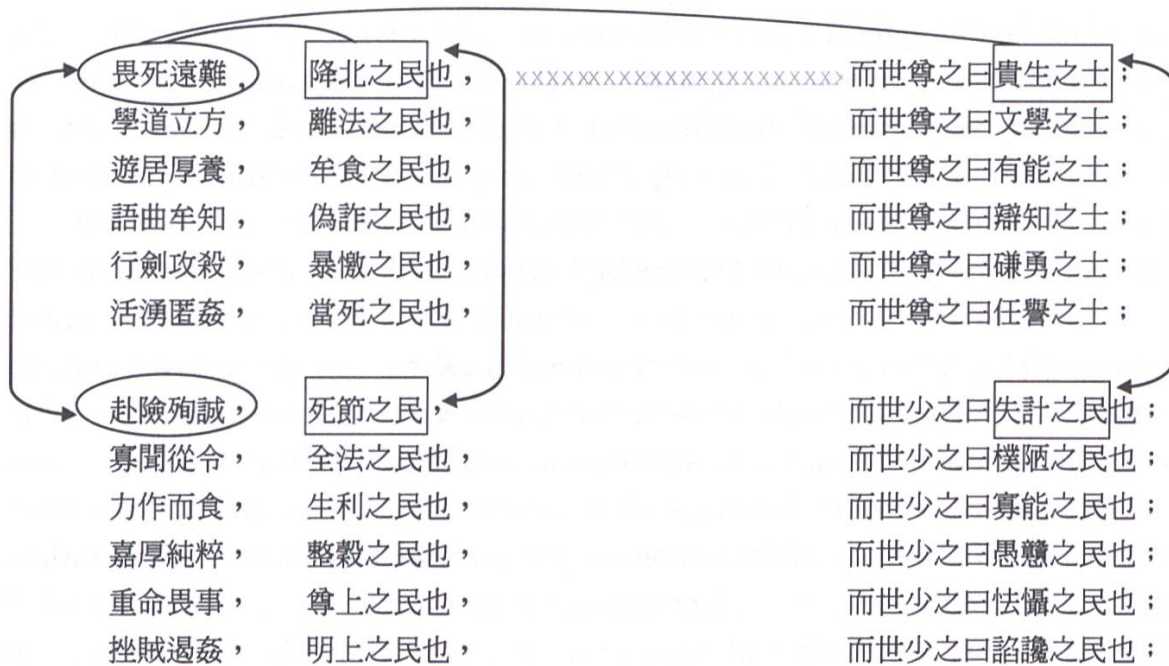 畏死遠難, 降北之民也, xxxxxxxxxxxxxxxxxxxxxxx 而世尊之曰貴生之士;
學道立方, 離法之民也, 而世尊之曰文學之士;
遊居厚養, 牟食之民也, 而世尊之曰有能之士;
語曲牟知, 偽詐之民也, 而世尊之曰辯知之士;
行劍攻殺, 暴憿之民也, 而世尊之曰磏勇之士;
活湧匿姦, 當死之民也, 而世尊之曰任譽之士;
赴險殉誠, 死節之民 而世少之曰失計之民也;
寡聞從令, 全法之民也, 而世少之曰樸陋之民也;
力作而食, 生利之民也, 而世少之曰寡能之民也;
嘉厚純粹, 整穀之民也, 而世少之曰愚戇之民也;
重命畏事, 尊上之民也, 而世少之曰怯懾之民也;
挫賊遏姦, 明上之民也, 而世少之曰諂讒之民也;